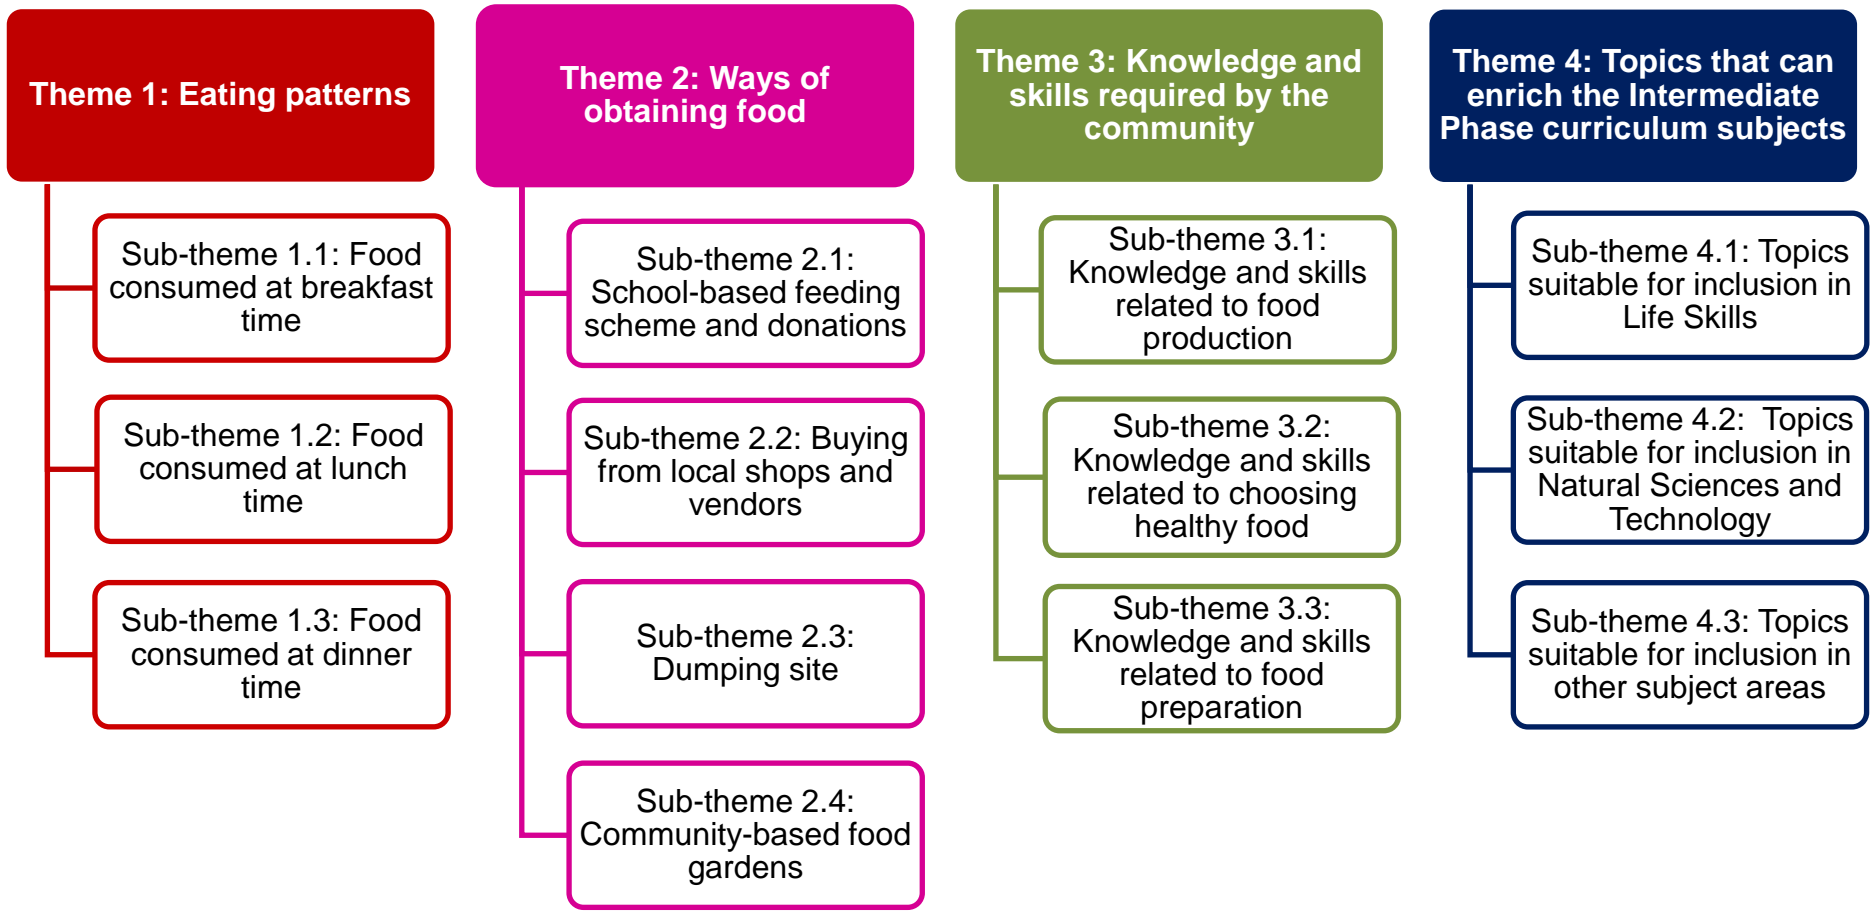 Theme 1: Eating patterns
Sub-theme 1.1: Food
consumed at breakfast
time
Sub-theme 1.2: Food
consumed at lunch
time
Sub-theme 1.3: Food
consumed at dinner
time
Theme 2: Ways of
obtaining food
Sub-theme 2.1:
School-based feeding
scheme and donations
Sub-theme 2.2: Buying
from local shops and
vendors
Sub-theme 2.3:
Dumping site
Sub-theme 2.4:
Community-based food
gardens
Theme 3: Knowledge and
skills required by the
community
Sub-theme 3.1:
Knowledge and skills
related to food
production
Sub-theme 3.2:
Knowledge and skills
related to choosing
healthy food
Sub-theme 3.3:
Knowledge and skills
related to food
preparation
Theme 4: Topics that can
enrich the Intermediate
Phase curriculum subjects
Sub-theme 4.1: Topics
suitable for inclusion in
Life Skills
Sub-theme 4.2:  Topics
suitable for inclusion in
Natural Sciences and
Technology
Sub-theme 4.3: Topics
suitable for inclusion in
other subject areas